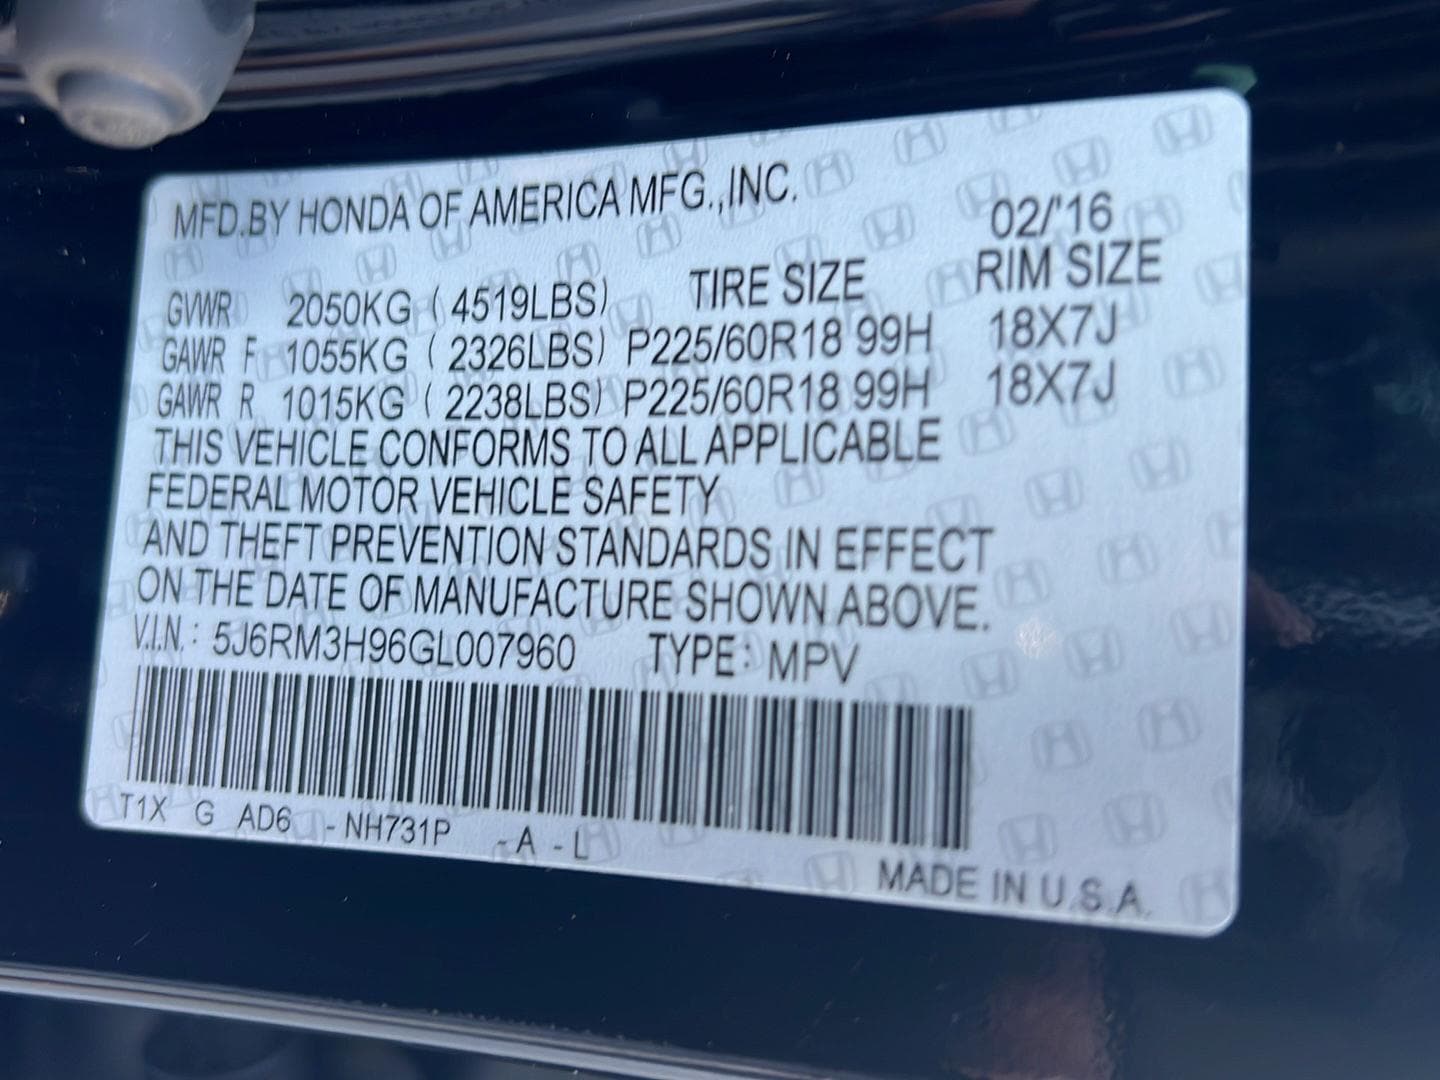 MFD.BY HONDA OF AMERICA MFG.,INC. 02/'16
TIRE SIZE RIM SIZE
GVWR 2050KG ( 4519LBS)
GAWR F 1055KG ( 2326LBS) P225/60R18 99H 18X7J
GAWR R 1015KG ( 2238LBS) P225/60R18 99H 18X7J
THIS VEHICLE CONFORMS TO ALL APPLICABLE
FEDERAL MOTOR VEHICLE SAFETY
AND THEFT PREVENTION STANDARDS IN EFFECT
ON THE DATE OF MANUFACTURE SHOWN ABOVE.
V.I.N.: 5J6RM3H96GL007960 TYPE: MPV
T1X G AD6 -NH731P -A -L
MADE IN U.S.A.